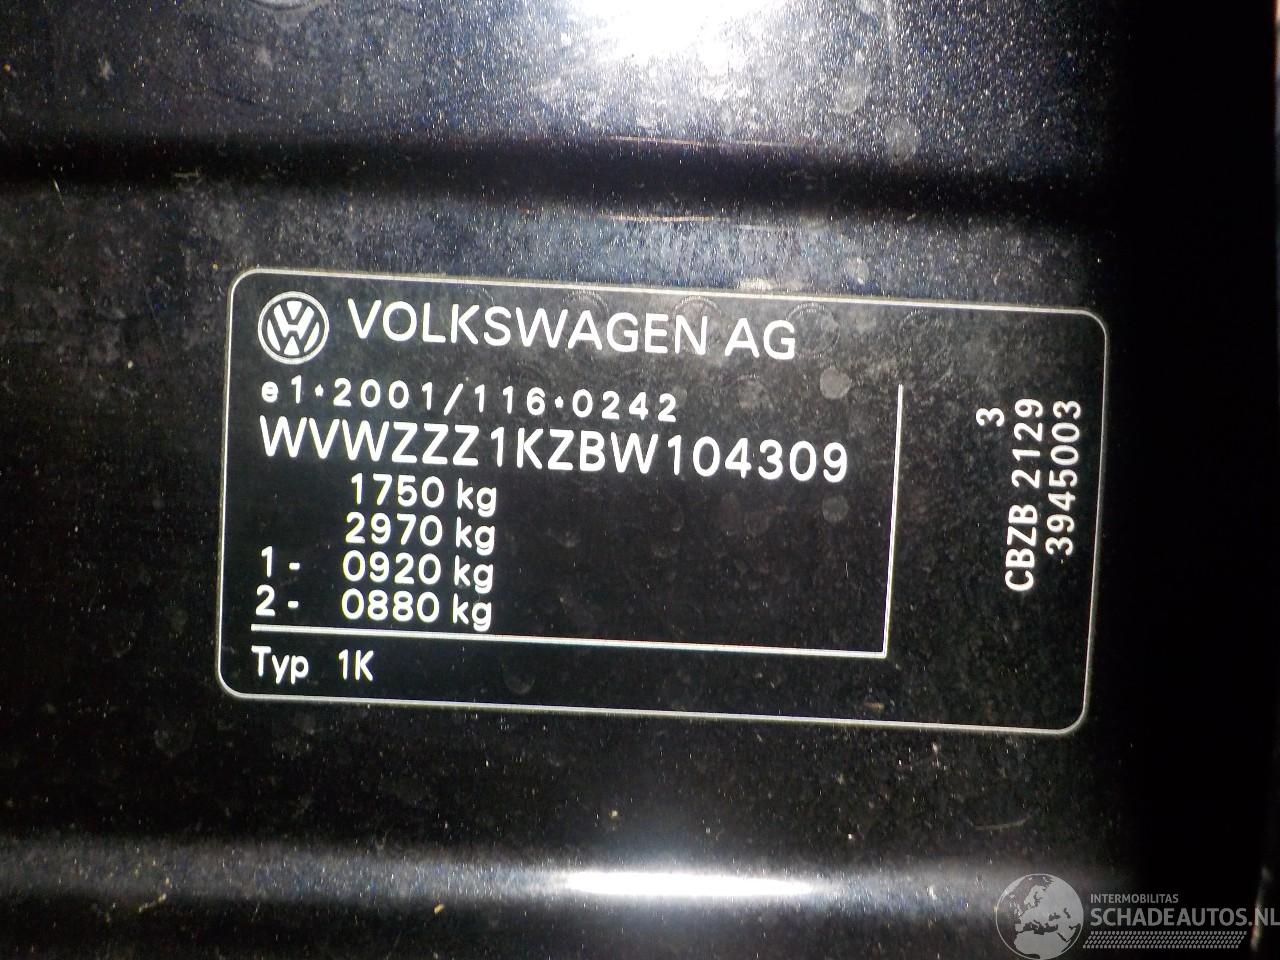 VOLKSWAGEN AG
e1*2001/116*0242
WVWZZZ1KZBW104309
1750 kg
2970 kg
1- 0920 kg
2- 0880 kg
Typ 1K
3
CBZB 2129
3945003
INTERMOBILITAS
SCHADEAUTOS.NL